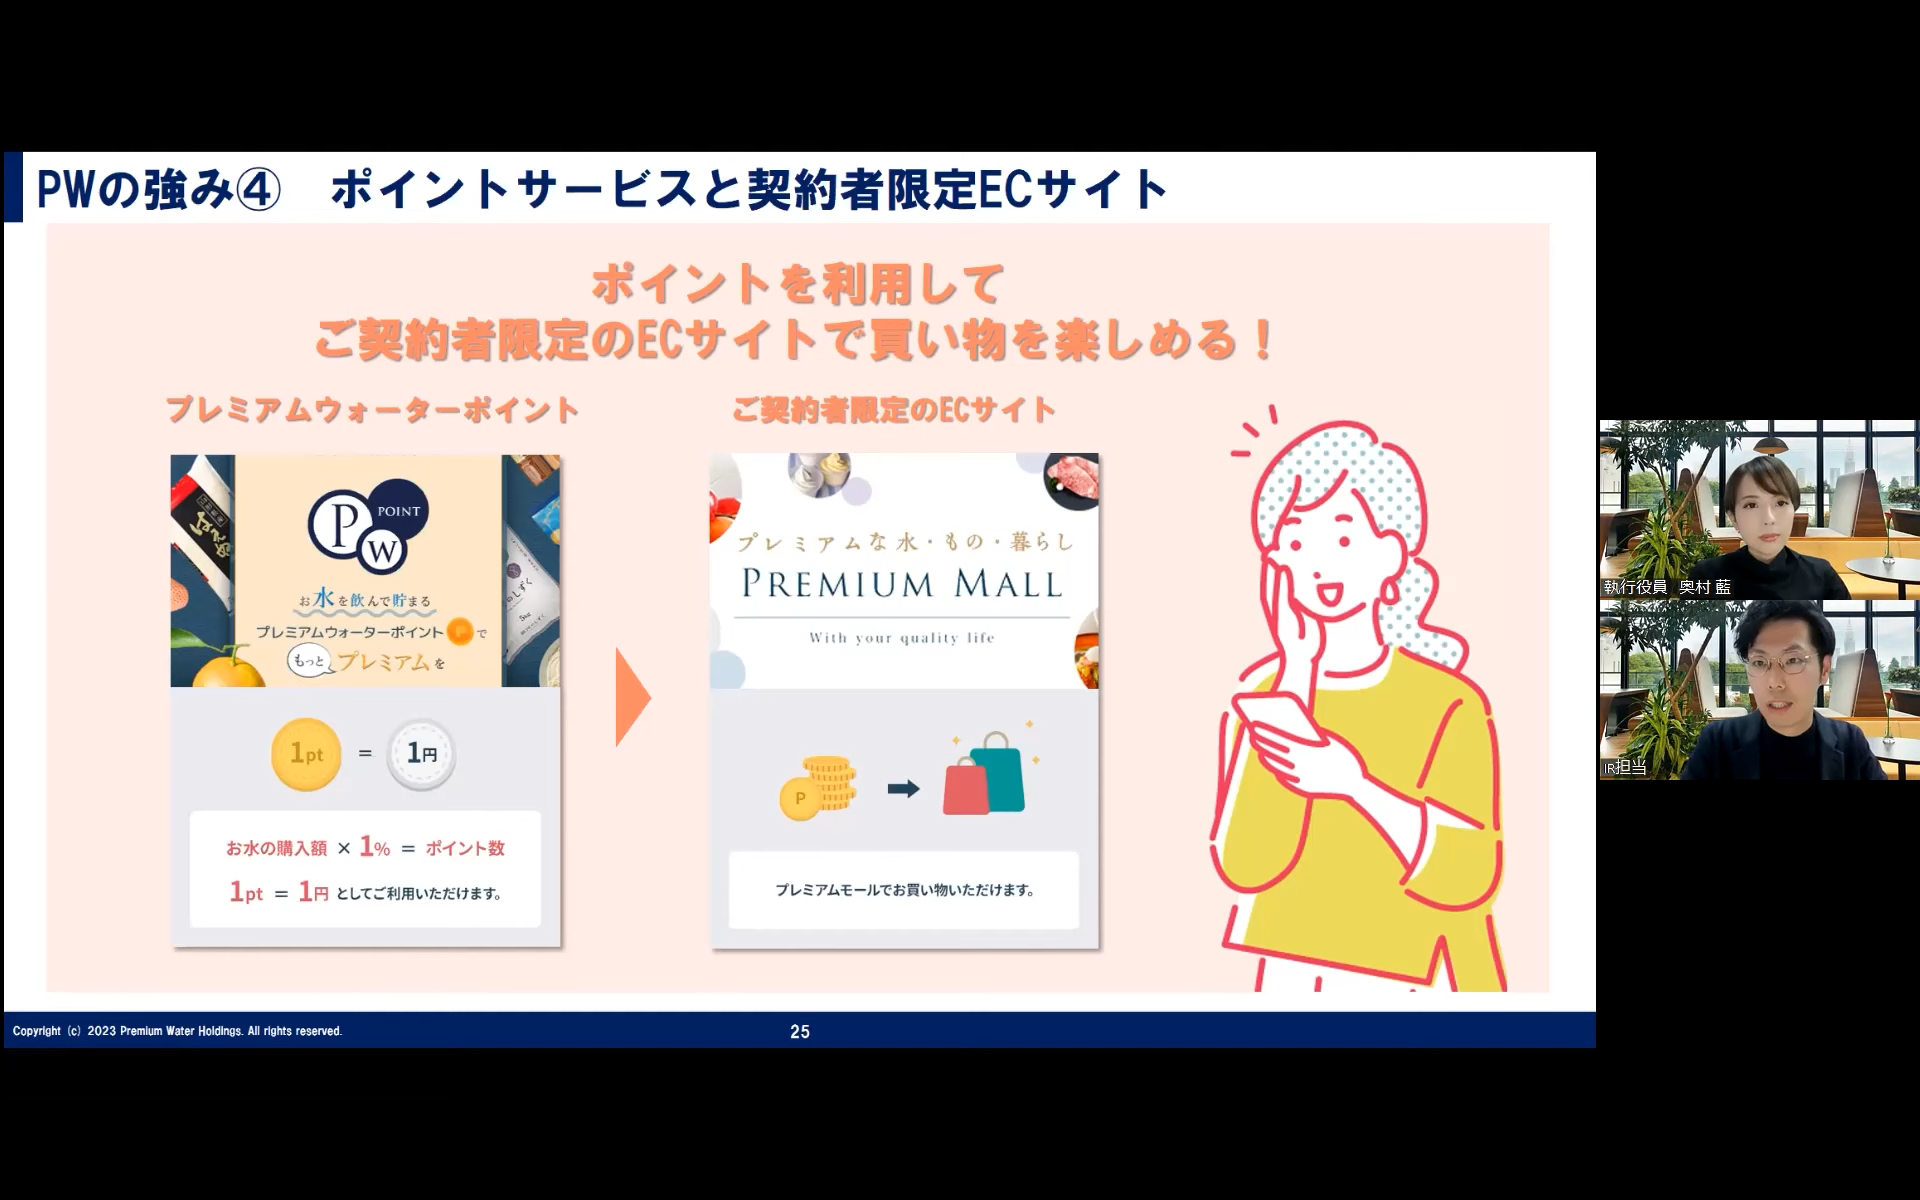 PWの強み④　ポイントサービスと契約者限定ECサイト
ポイントを利用して
ご契約者限定のECサイトで買い物を楽しめる！
プレミアムウォーターポイント
P POINT W
お水を飲んで貯まる
プレミアムウォーターポイント P で
もっと プレミアムを
1pt = 1円
お水の購入額 × 1% = ポイント数
1pt = 1円 としてご利用いただけます。
ご契約者限定のECサイト
プレミアムな水・もの・暮らし
PREMIUM MALL
With your quality life
P
プレミアムモールでお買い物いただけます。
執行役員 奥村 藍
IR担当
Copyright (c) 2023 Premium Water Holdings. All rights reserved.
25